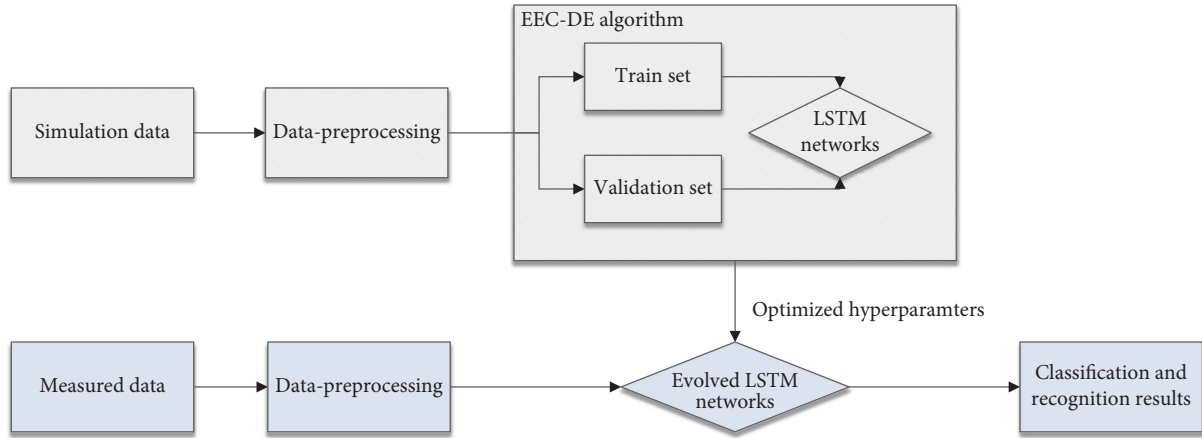 EEC-DE algorithm
Train set
Simulation data
Data-preprocessing
LSTM
networks
Validation set
Optimized hyperparamters
Measured data
Data-preprocessing
Evolved LSTM
networks
Classification and
recognition results